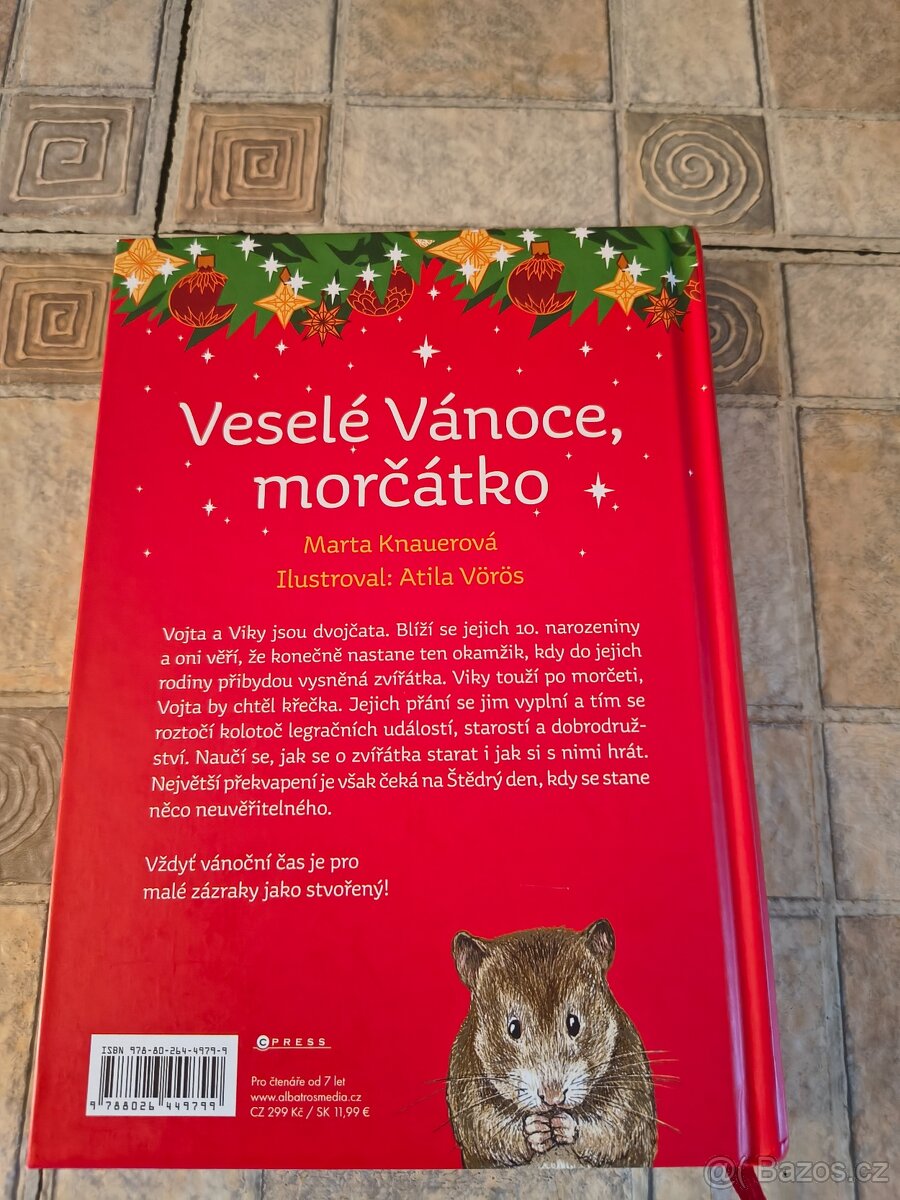 Veselé Vánoce,
morčátko
Marta Knauerová
Ilustroval: Atila Vörös
Vojta a Viky jsou dvojčata. Blíží se jejich 10. narozeniny
a oni věří, že konečně nastane ten okamžik, kdy do jejich
rodiny přibydou vysněná zvířátka. Viky touží po morčeti,
Vojta by chtěl křečka. Jejich přání se jim vyplní a tím se
roztočí kolotoč legračních událostí, starostí a dobrodruž-
ství. Naučí se, jak se o zvířátka starat i jak si s nimi hrát.
Největší překvapení je však čeká na Štědrý den, kdy se stane
něco neuvěřitelného.
Vždyť vánoční čas je pro
malé zázraky jako stvořený!
ISBN 978-80-264-4979-9
9 788026 449799
CPRESS
Pro čtenáře od 7 let
www.albatrosmedia.cz
CZ 299 Kč / SK 11,99 €
@( Bazos.cz